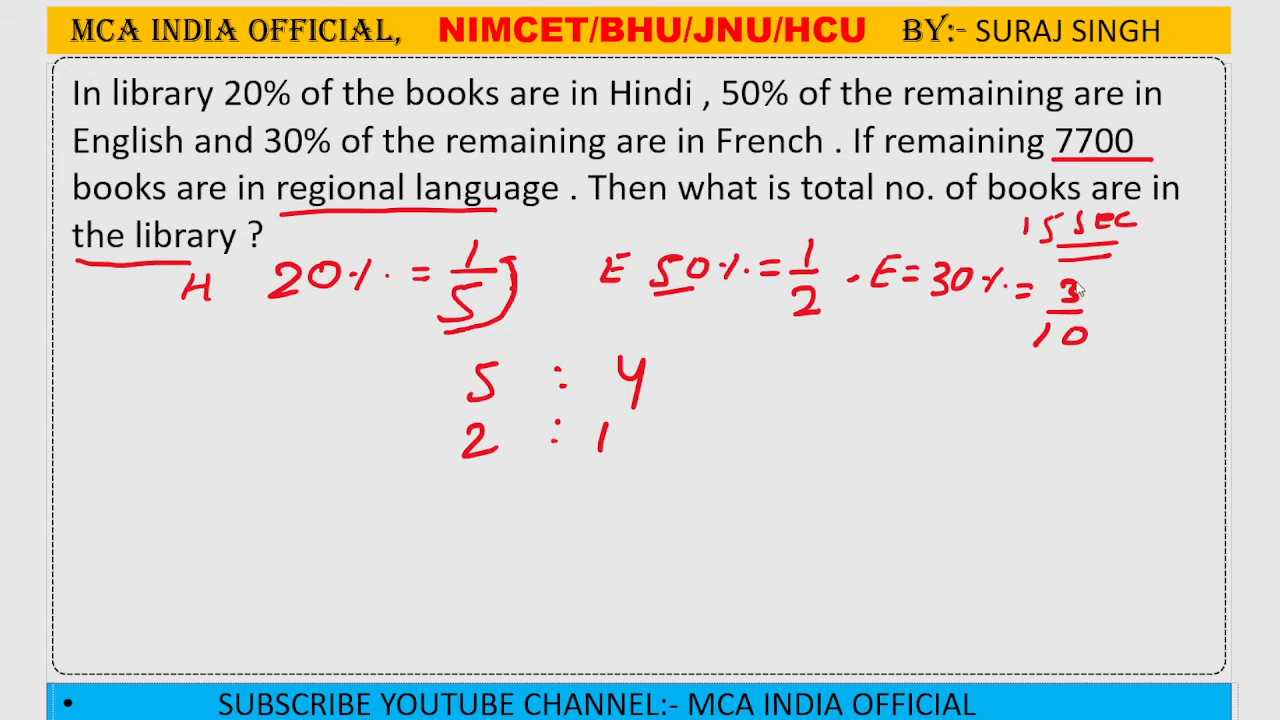 MCA INDIA OFFICIAL, NIMCET/BHU/JNU/HCU BY:- SURAJ SINGH
In library 20% of the books are in Hindi , 50% of the remaining are in
English and 30% of the remaining are in French . If remaining 7700
books are in regional language . Then what is total no. of books are in
the library ?
15 SEC
H 20% = 1/5 E 50% = 1/2 . E = 30% = 3/10
5 : 4
2 : 1
• SUBSCRIBE YOUTUBE CHANNEL:- MCA INDIA OFFICIAL